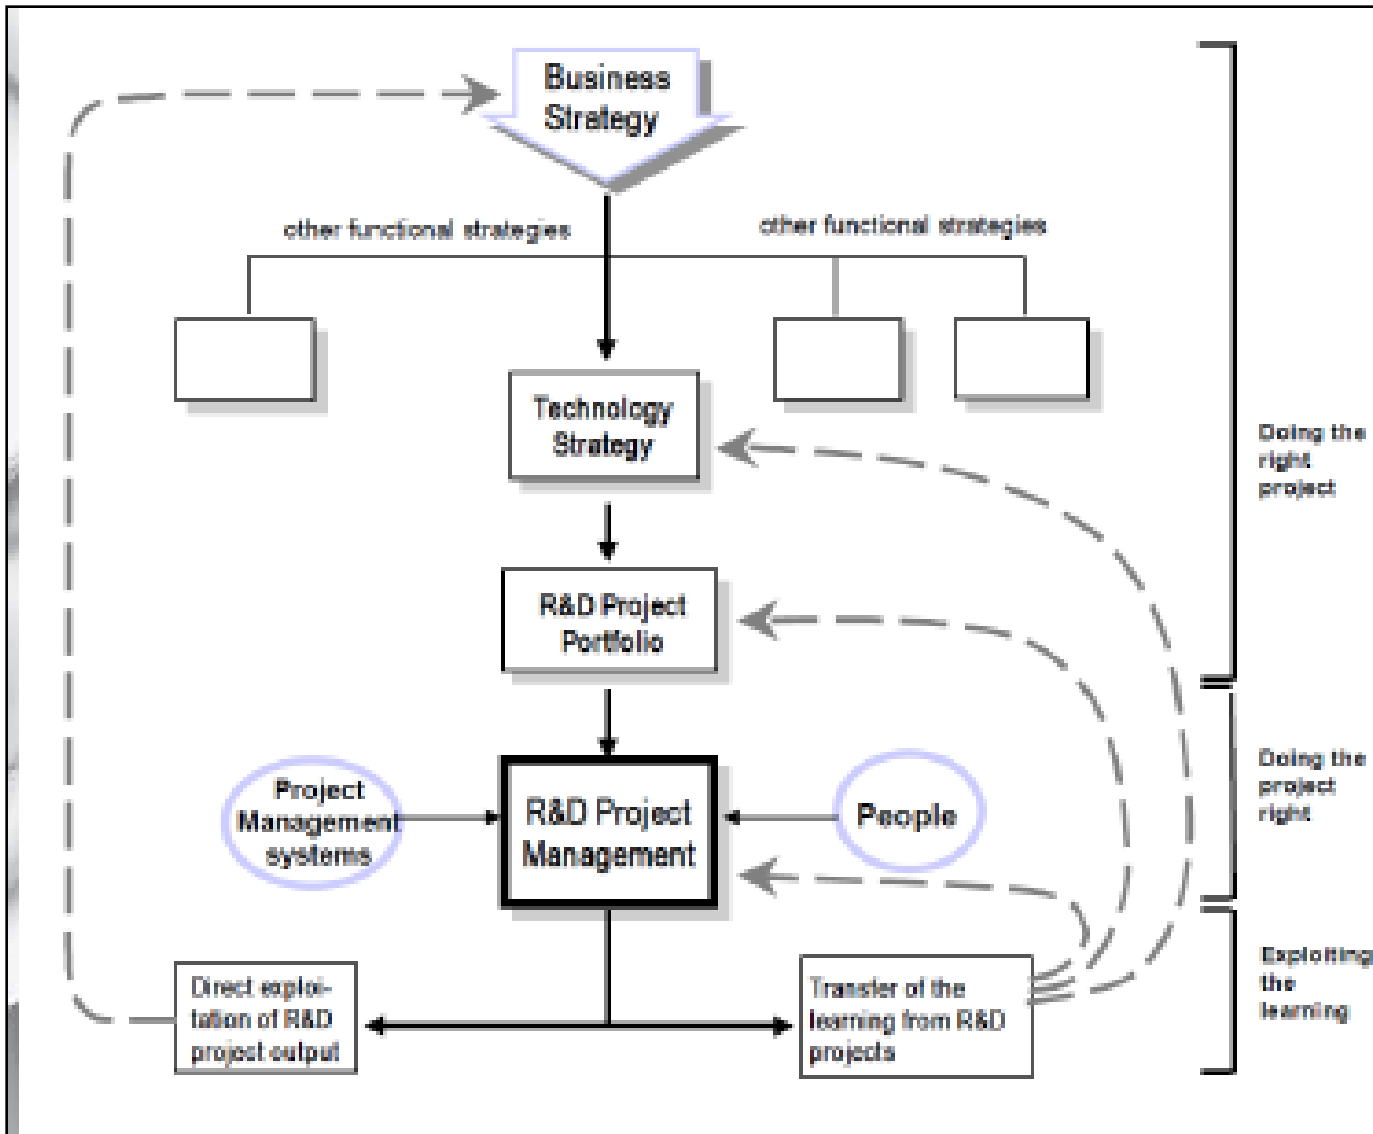 Business
Strategy
other functional strategies
other functional strategies
Technology
Strategy
Doing the
right
project
R&D Project
Portfolio
Project
Management
systems
R&D Project
Management
People
Doing the
project
right
Direct exploi-
tation of R&D
project output
Transfer of the
learning from R&D
projects
Exploiting
the
learning